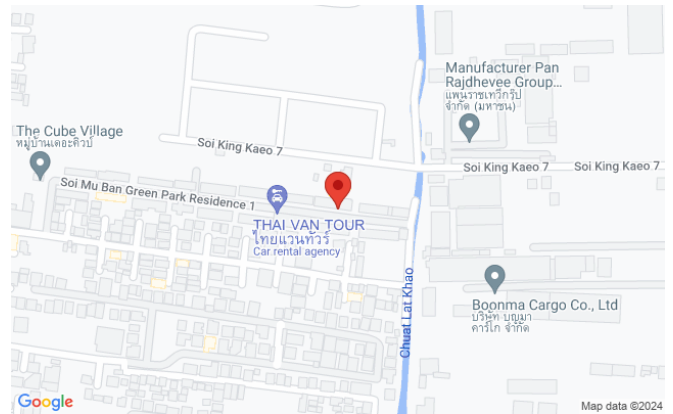 Manufacturer Pan
Rajdhevee Group...
แพนราชเทวีกรุ๊ป
จำกัด (มหาชน)
The Cube Village
หมู่บ้านเดอะคิวบ์
Soi King Kaeo 7
Soi King Kaeo 7
Soi King Kaeo 7
Soi Mu Ban Green Park Residence 1
THAI VAN TOUR
ไทยแวนทัวร์
Car rental agency
Chuat Lat Khao
Boonma Cargo Co., Ltd
บริษัท บุญมา
คาร์โก จำกัด
Google
Map data ©2024